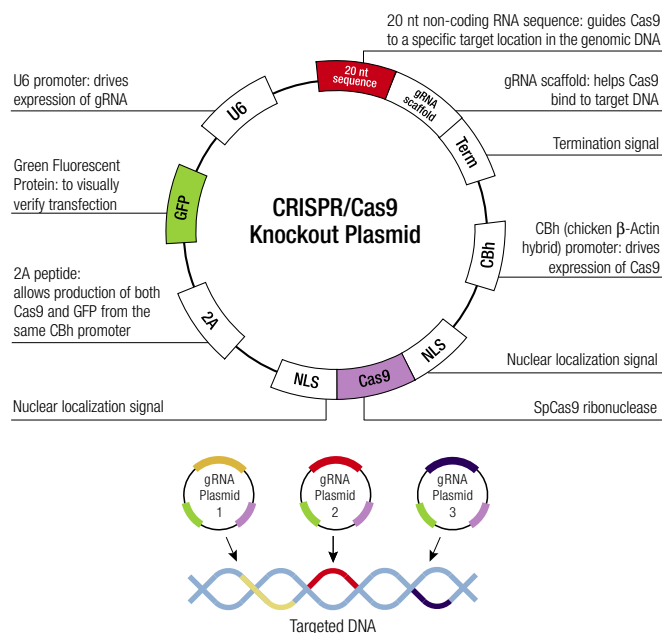 20 nt non-coding RNA sequence: guides Cas9
to a specific target location in the genomic DNA
U6 promoter: drives
expression of gRNA
gRNA scaffold: helps Cas9
bind to target DNA
Termination signal
Green Fluorescent
Protein: to visually
verify transfection
CBh (chicken β-Actin
hybrid) promoter: drives
expression of Cas9
2A peptide:
allows production of both
Cas9 and GFP from the
same CBh promoter
Nuclear localization signal
Nuclear localization signal
SpCas9 ribonuclease
20 nt
sequence
gRNA
scaffold
Term
CBh
NLS
Cas9
NLS
2A
GFP
U6
CRISPR/Cas9
Knockout Plasmid
gRNA
Plasmid
1
gRNA
Plasmid
2
gRNA
Plasmid
3
Targeted DNA